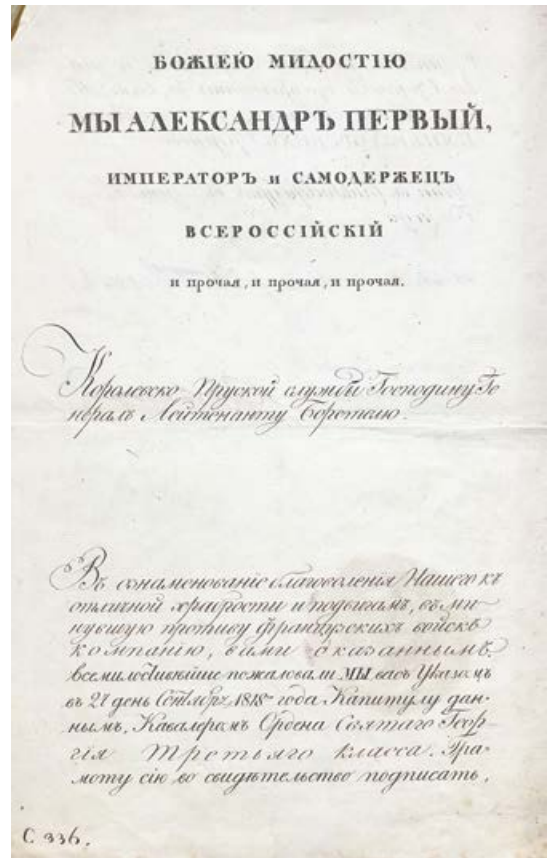 БОЖІЕЮ МИЛОСТІЮ
МЫ АЛЕКСАНДРЪ ПЕРВЫЙ,
ИМПЕРАТОРЪ и САМОДЕРЖЕЦЪ
ВСЕРОССІЙСКІЙ
и прочая, и прочая, и прочая.
Королевско Пруской службы Господину Ге
нералъ Лейтенанту Борстелю.
Въ ознаменованіе благоволенія Нашего къ
отличной храбрости и подвигамъ, въ ми-
нувшую противу французскихъ войскъ
компанію, вами оказаннымъ,
всемилостивѣйше пожаловали МЫ васъ Указомъ
въ 27 день 1818 года Капитулу дан-
нымъ, Кавалеромъ Ордена Святаго Геор-
гія Третьяго класса. Гра-
моту сію во свидѣтельство подписать,
С 336.